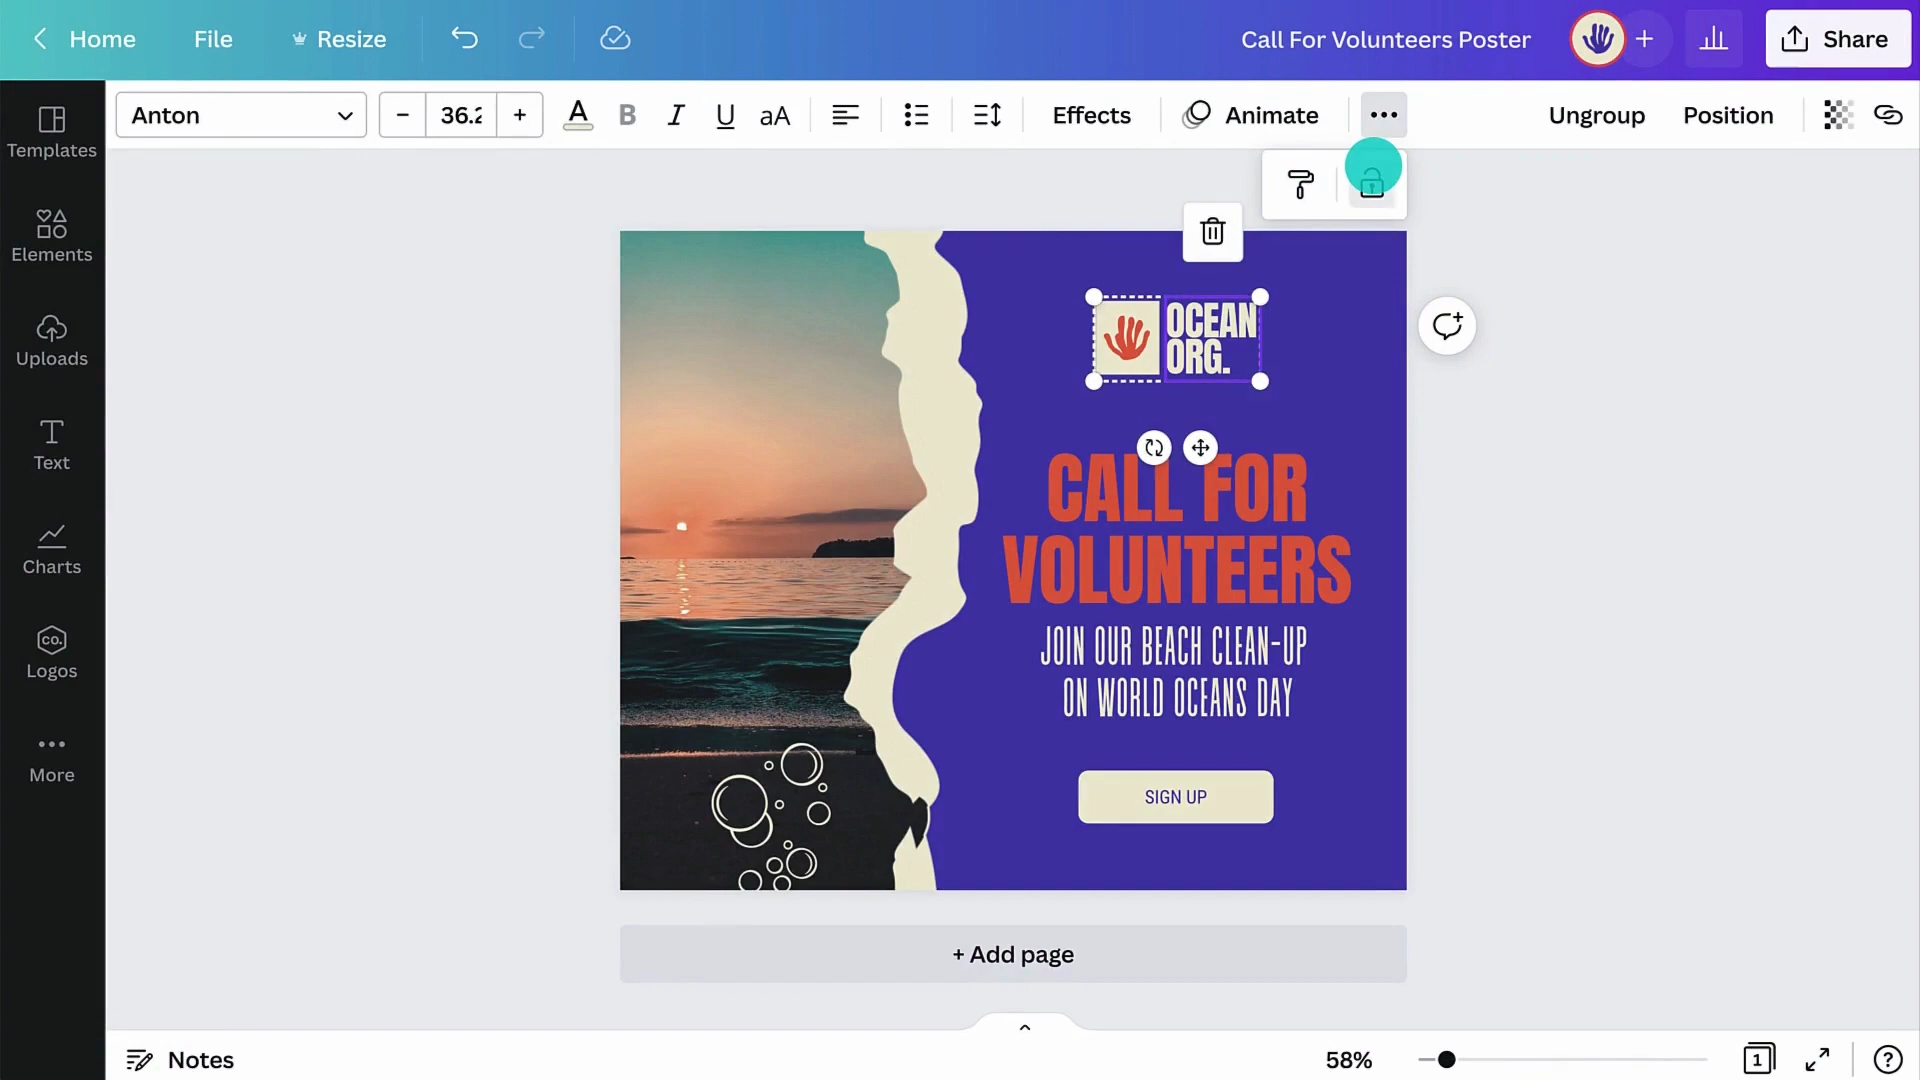 Home
File
Resize
Call For Volunteers Poster
Share
Anton
36.2
A
B
I
U
aA
Effects
Animate
Ungroup
Position
Templates
Elements
Uploads
Text
Charts
CO.
Logos
More
OCEAN
ORG.
CALL FOR
VOLUNTEERS
JOIN OUR BEACH CLEAN-UP
ON WORLD OCEANS DAY
SIGN UP
+ Add page
Notes
58%
1
?